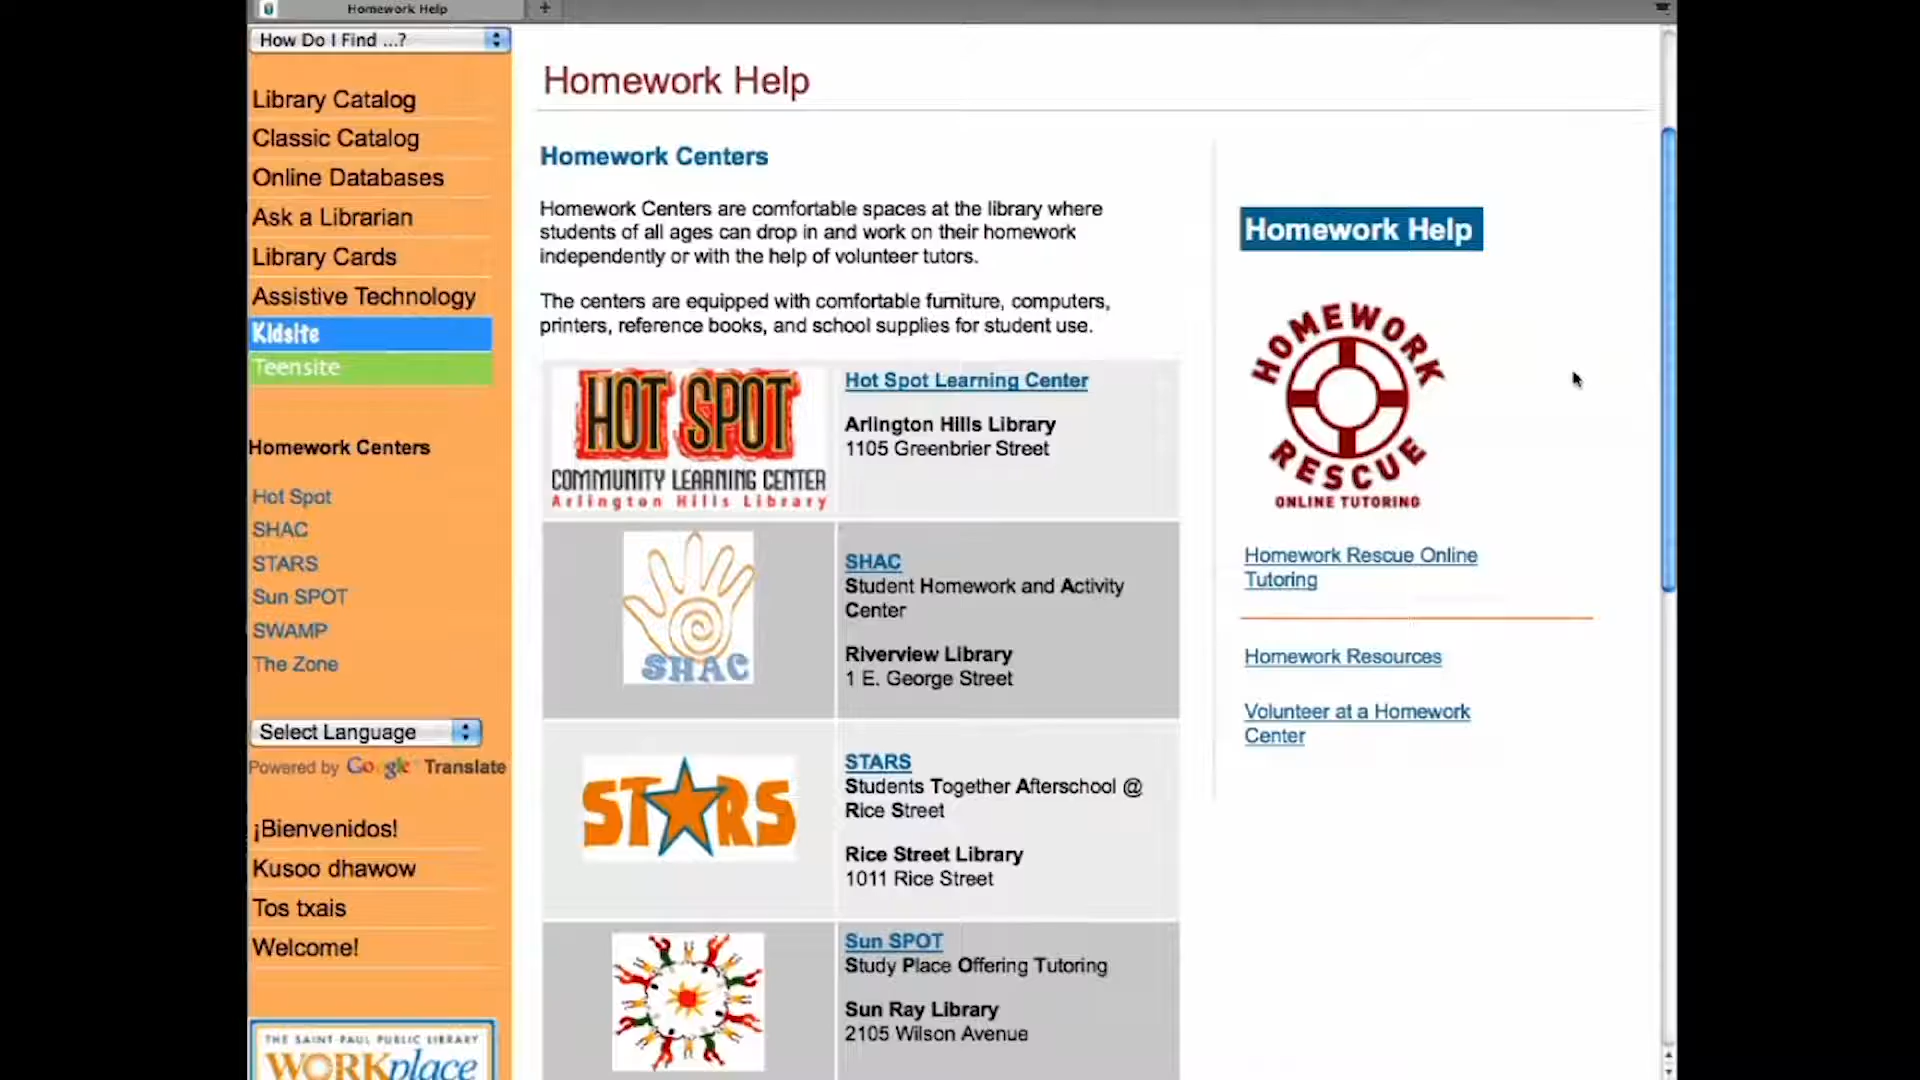 Homework Help
How Do I Find ...?
Library Catalog
Classic Catalog
Online Databases
Ask a Librarian
Library Cards
Assistive Technology
Kidsite
Teensite
Homework Centers
Hot Spot
SHAC
STARS
Sun SPOT
SWAMP
The Zone
Select Language
Powered by Google Translate
¡Bienvenidos!
Kusoo dhawow
Tos txais
Welcome!
THE SAINT PAUL PUBLIC LIBRARY
WORKplace
Homework Help
Homework Centers
Homework Centers are comfortable spaces at the library where
students of all ages can drop in and work on their homework
independently or with the help of volunteer tutors.
The centers are equipped with comfortable furniture, computers,
printers, reference books, and school supplies for student use.
HOT SPOT
COMMUNITY LEARNING CENTER
Arlington Hills Library
Hot Spot Learning Center
Arlington Hills Library
1105 Greenbrier Street
SHAC
SHAC
Student Homework and Activity
Center
Riverview Library
1 E. George Street
STARS
STARS
Students Together Afterschool @
Rice Street
Rice Street Library
1011 Rice Street
Sun SPOT
Study Place Offering Tutoring
Sun Ray Library
2105 Wilson Avenue
Homework Help
HOMEWORK
RESCUE
ONLINE TUTORING
Homework Rescue Online
Tutoring
Homework Resources
Volunteer at a Homework
Center